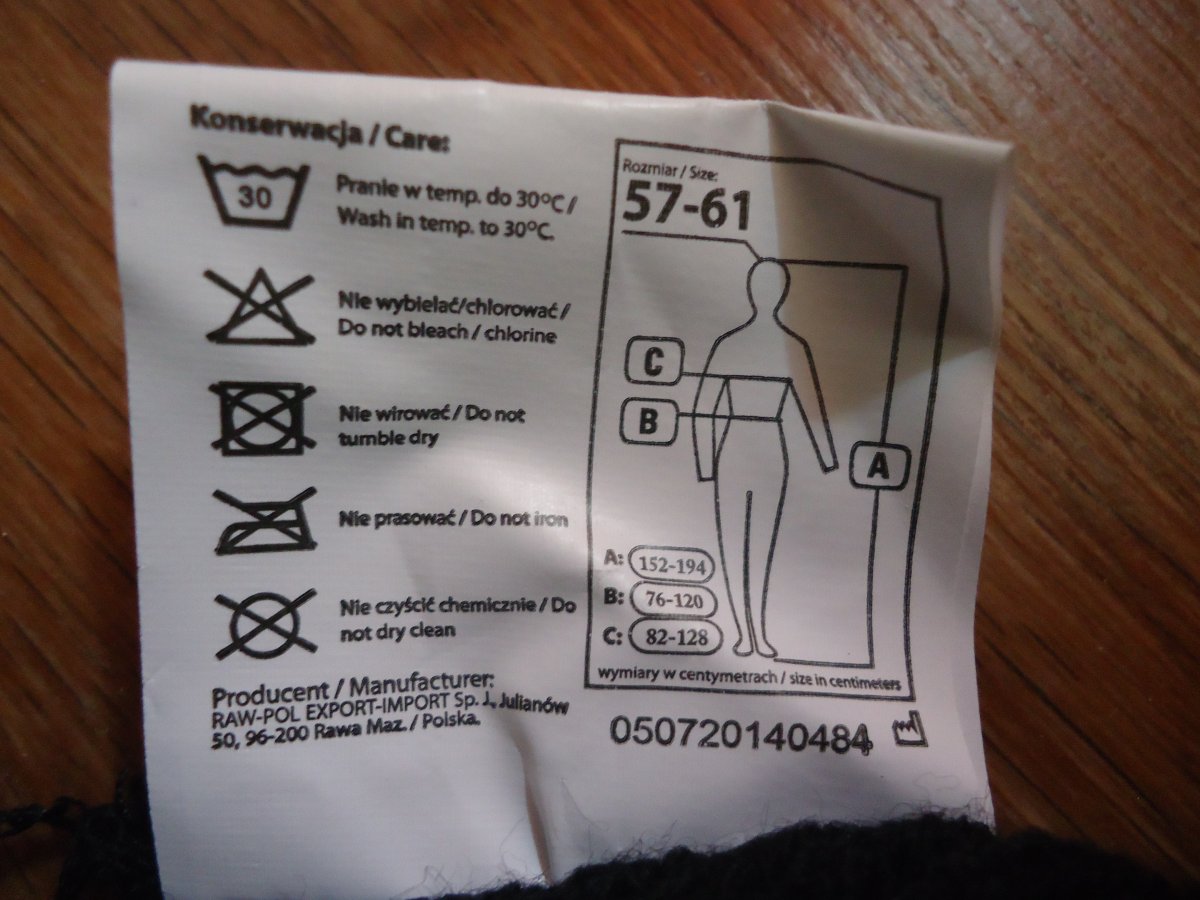 Konserwacja / Care:
30
Pranie w temp. do 30°C /
Wash in temp. to 30°C.
Nie wybielać/chlorować /
Do not bleach / chlorine
Nie wirować / Do not
tumble dry
Nie prasować / Do not iron
Nie czyścić chemicznie / Do
not dry clean
Producent / Manufacturer:
RAW-POL EXPORT-IMPORT Sp. J. Julianów
50, 96-200 Rawa Maz. / Polska.
Rozmiar / Size:
57-61
C
B
A
A: 152-194
B: 76-120
C: 82-128
wymiary w centymetrach / size in centimeters
050720140484